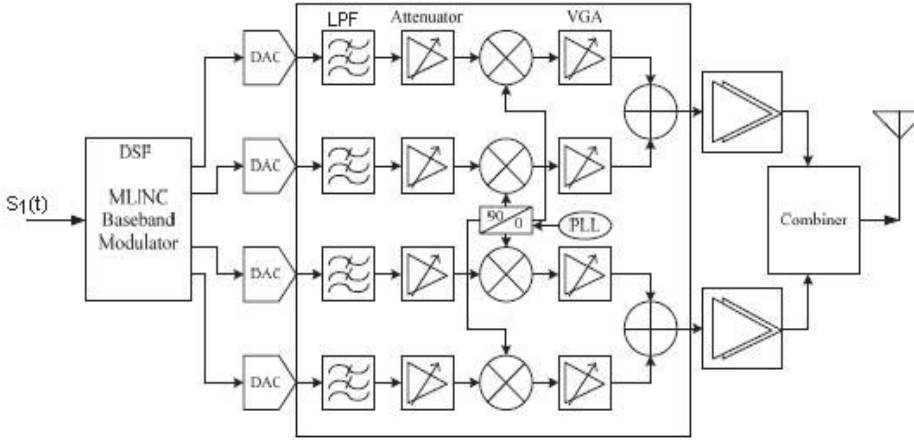 LPF Attenuator VGA
DAC
DAC
DSP
MLINC
Baseband
Modulator
S1(t)
90 0
PLL
Combiner
DAC
DAC